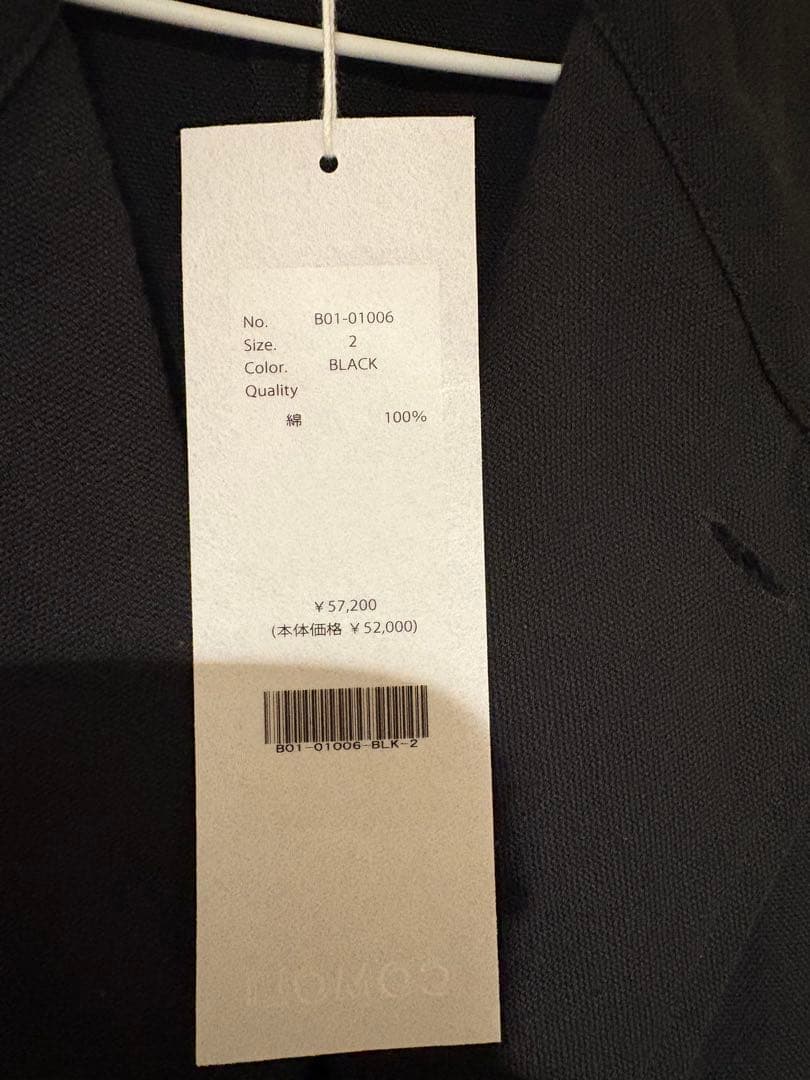 No. B01-01006
Size. 2
Color. BLACK
Quality
綿 100%
¥57,200
(本体価格 ¥52,000)
B01-01006-BLK-2
COMOLI